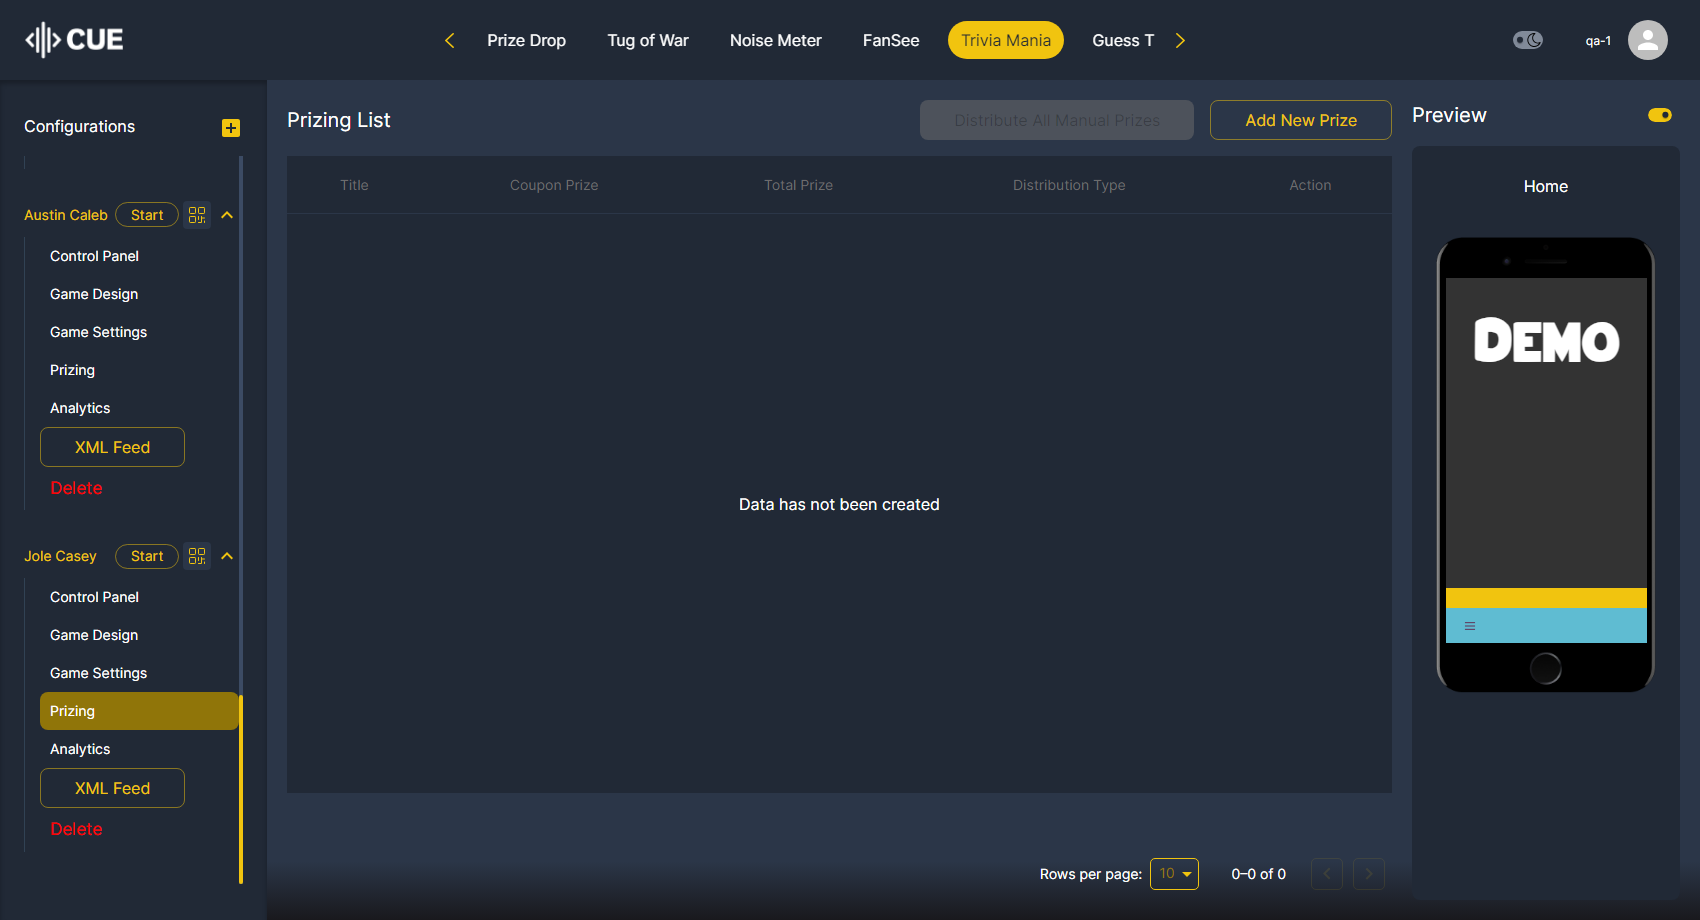 CUE
Prize Drop
Tug of War
Noise Meter
FanSee
Trivia Mania
Guess T
qa-1
Configurations
Austin Caleb
Start
Control Panel
Game Design
Game Settings
Prizing
Analytics
XML Feed
Delete
Jole Casey
Start
Control Panel
Game Design
Game Settings
Prizing
Analytics
XML Feed
Delete
Prizing List
Distribute All Manual Prizes
Add New Prize
Title
Coupon Prize
Total Prize
Distribution Type
Action
Data has not been created
Rows per page:
10
0–0 of 0
Preview
Home
DEMO